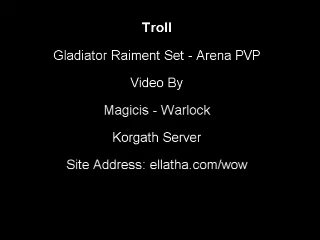 Troll
Gladiator Raiment Set - Arena PVP
Video By
Magicis - Warlock
Korgath Server
Site Address: ellatha.com/wow